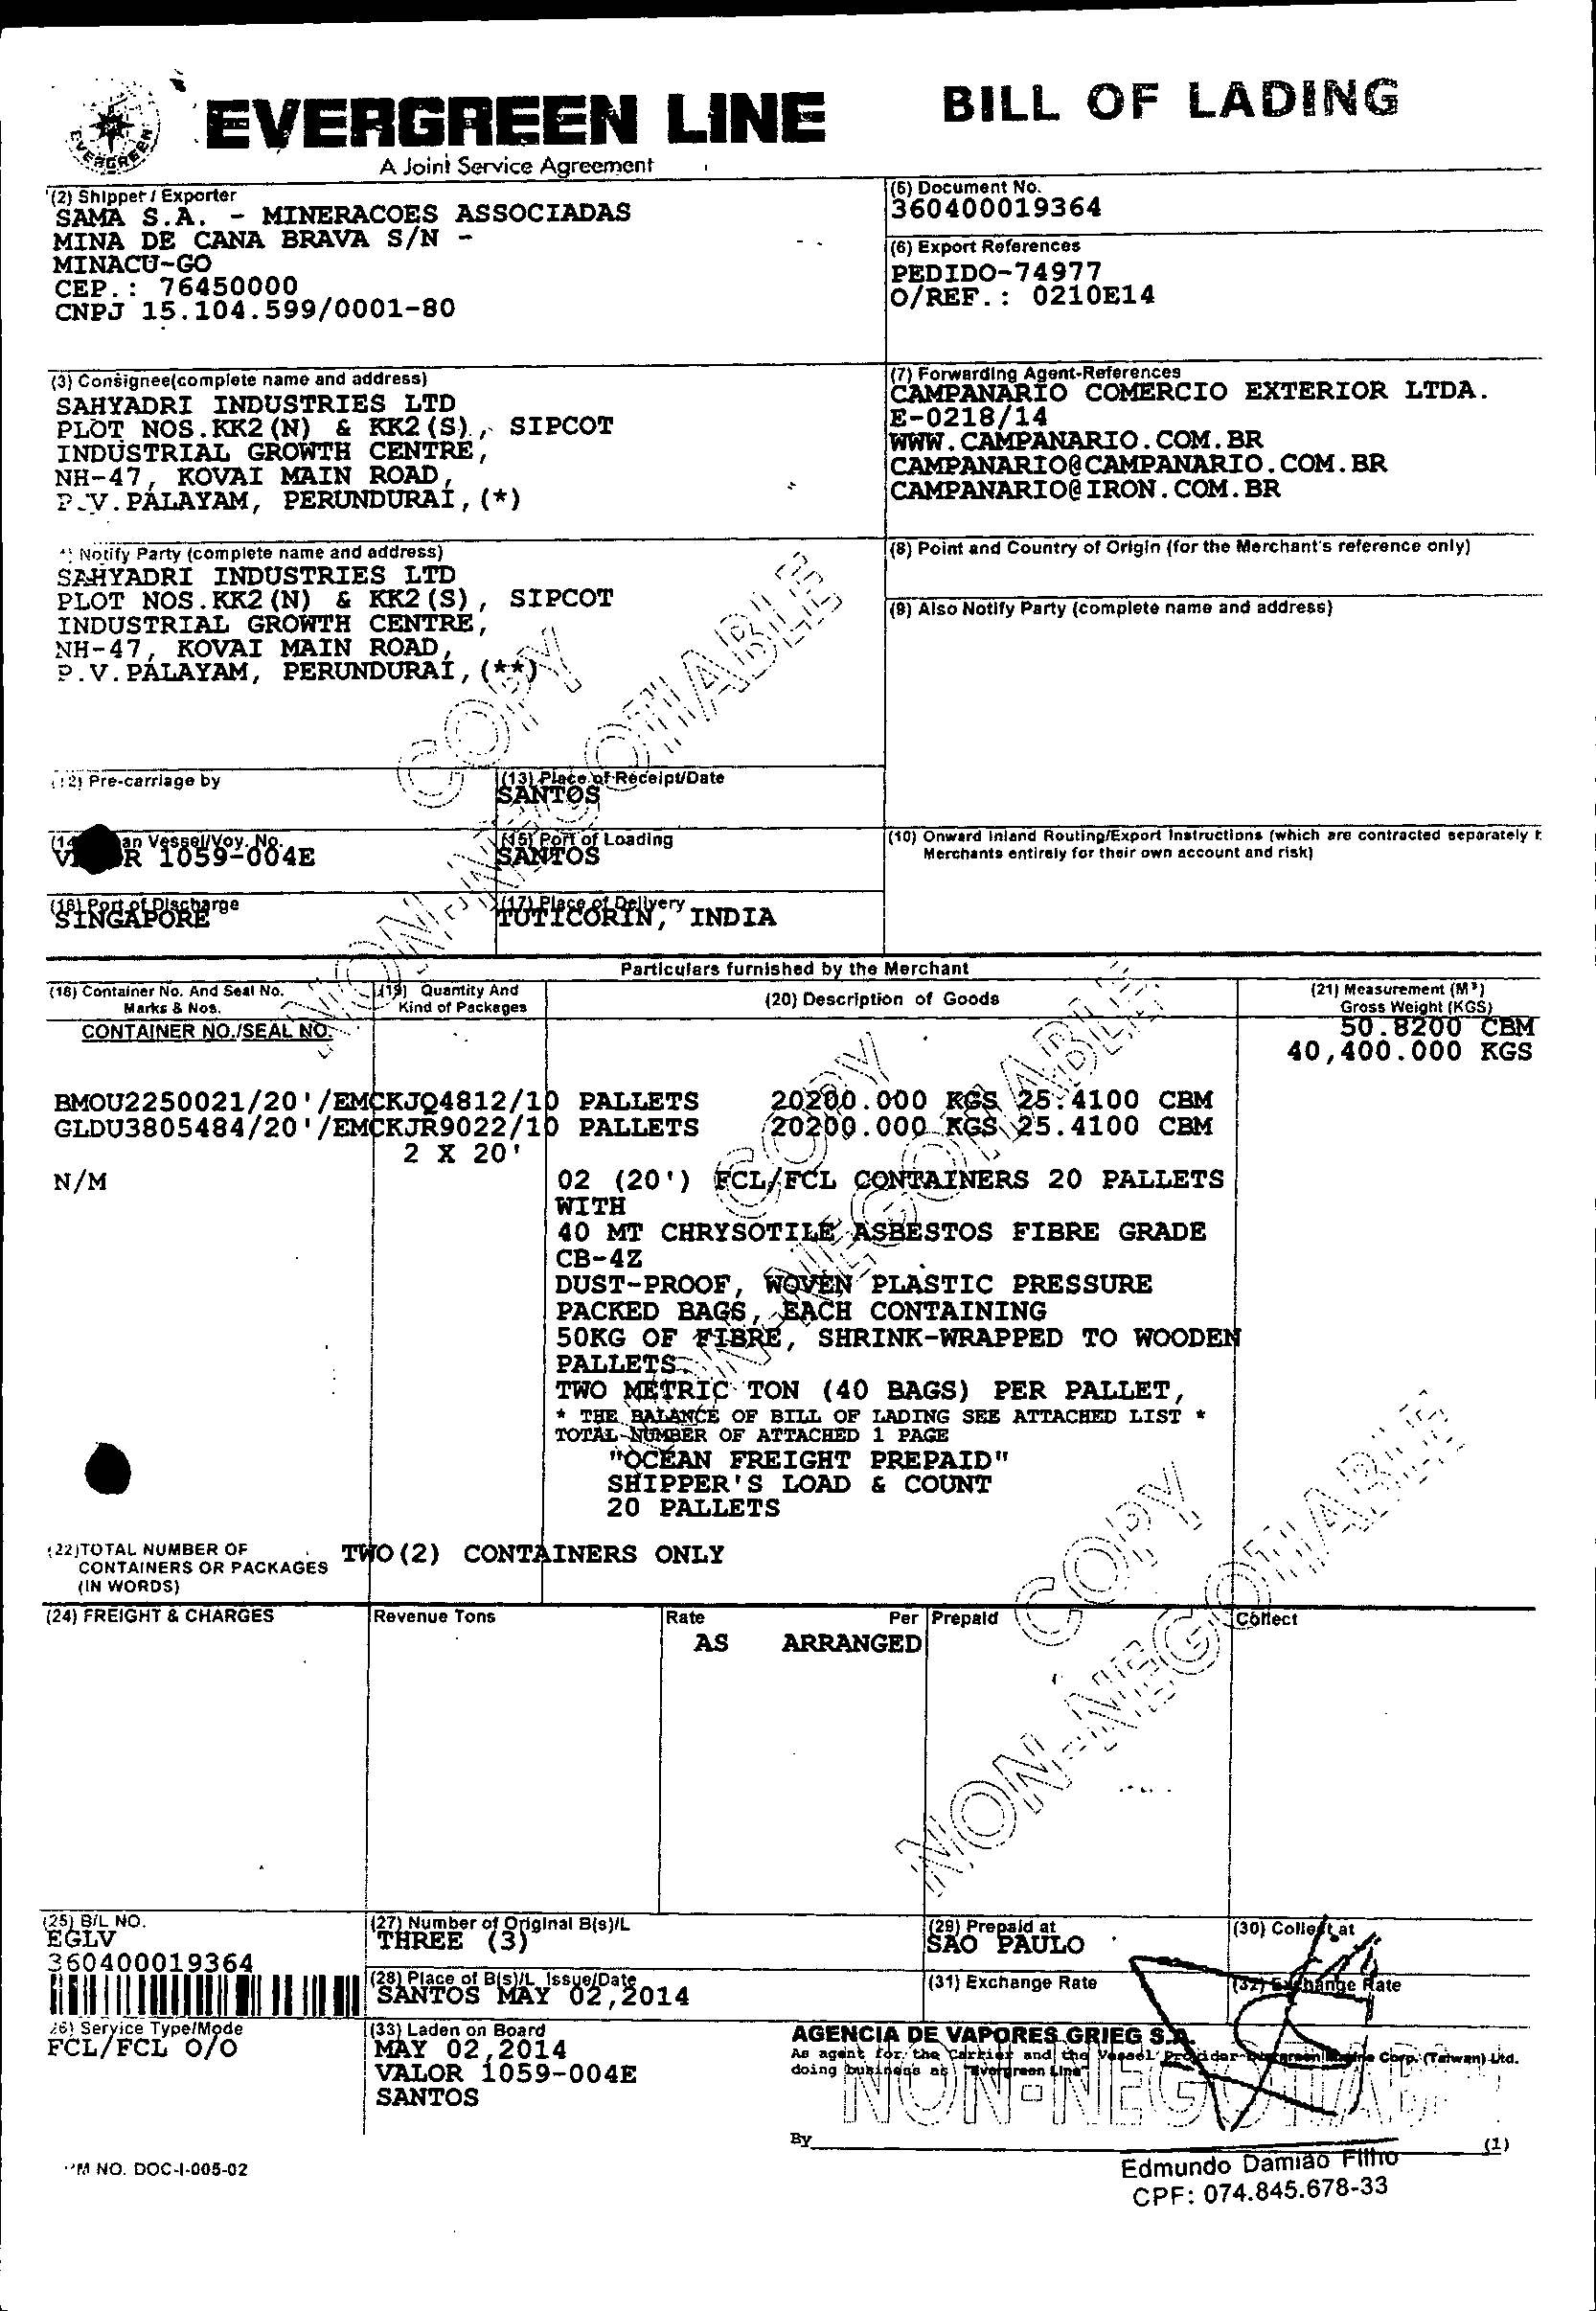 EVERGREEN LINE
BILL OF LADING
EVERGREEN
A Joint Service Agreement
(2) Shipper / Exporter
SAMA S.A. - MINERACOES ASSOCIADAS
MINA DE CANA BRAVA S/N -
MINACU-GO
CEP.: 76450000
CNPJ 15.104.599/0001-80
(5) Document No.
360400019364
(6) Export References
PEDIDO-74977
O/REF.: 0210E14
(3) Consignee(complete name and address)
SAHYADRI INDUSTRIES LTD
PLOT NOS.KK2(N) & KK2(S), SIPCOT
INDUSTRIAL GROWTH CENTRE,
NH-47, KOVAI MAIN ROAD,
P.V.PALAYAM, PERUNDURAI,(*)
(7) Forwarding Agent-References
CAMPANARIO COMERCIO EXTERIOR LTDA.
E-0218/14
WWW.CAMPANARIO.COM.BR
CAMPANARIO@CAMPANARIO.COM.BR
CAMPANARIO@IRON.COM.BR
Notify Party (complete name and address)
SAHYADRI INDUSTRIES LTD
PLOT NOS.KK2(N) & KK2(S), SIPCOT
INDUSTRIAL GROWTH CENTRE,
NH-47, KOVAI MAIN ROAD,
P.V.PALAYAM, PERUNDURAI,(**)
(8) Point and Country of Origin (for the Merchant's reference only)
(9) Also Notify Party (complete name and address)
COPY
NON-NEGOTIABLE
(12) Pre-carriage by
(13) Place of Receipt/Date
SANTOS
Vessel/Voy. No.
1059-004E
(15) Port of Loading
SANTOS
(10) Onward Inland Routing/Export Instructions (which are contracted separately
Merchants entirely for their own account and risk)
(16) Port of Discharge
SINGAPORE
(17) Place of Delivery
TUTICORIN, INDIA
Particulars furnished by the Merchant
(18) Container No. And Seal No.
Marks & Nos.
(19) Quantity And
Kind of Packages
(20) Description of Goods
(21) Measurement (M³)
Gross Weight (KGS)
CONTAINER NO./SEAL NO.
50.8200 CBM
40,400.000 KGS
BMOU2250021/20'/EMCKJQ4812/10 PALLETS 20200.000 KGS 25.4100 CBM
GLDU3805484/20'/EMCKJR9022/10 PALLETS 20200.000 KGS 25.4100 CBM
2 X 20'
N/M
02 (20') FCL/FCL CONTAINERS 20 PALLETS
WITH
40 MT CHRYSOTILE ASBESTOS FIBRE GRADE
CB-4Z
DUST-PROOF, WOVEN PLASTIC PRESSURE
PACKED BAGS, EACH CONTAINING
50KG OF FIBRE, SHRINK-WRAPPED TO WOODEN
PALLETS.
TWO METRIC TON (40 BAGS) PER PALLET,
* THE BALANCE OF BILL OF LADING SEE ATTACHED LIST *
TOTAL NUMBER OF ATTACHED 1 PAGE
"OCEAN FREIGHT PREPAID"
SHIPPER'S LOAD & COUNT
20 PALLETS
COPY
NON-NEGOTIABLE
(22)TOTAL NUMBER OF
CONTAINERS OR PACKAGES
(IN WORDS)
TWO(2) CONTAINERS ONLY
(24) FREIGHT & CHARGES
Revenue Tons
Rate
Per
Prepaid
Collect
AS ARRANGED
COPY
NON-NEGOTIABLE
(25) B/L NO.
EGLV
360400019364
(27) Number of Original B(s)/L
THREE (3)
(29) Prepaid at
SAO PAULO
(30) Collect at
(28) Place of B(s)/L Issue/Date
SANTOS MAY 02,2014
(31) Exchange Rate
(32) Exchange Rate
26) Service Type/Mode
FCL/FCL O/O
(33) Laden on Board
MAY 02,2014
VALOR 1059-004E
SANTOS
AGENCIA DE VAPORES GRIEG S.A.
As agent for the Carrier and the Vessel Provider Evergreen Marine Corp. (Taiwan) Ltd.
doing business as "Evergreen Line"
NON-NEGOTIAB
By
(1)
NO. DOC-I-005-02
Edmundo Damiao Filho
CPF: 074.845.678-33